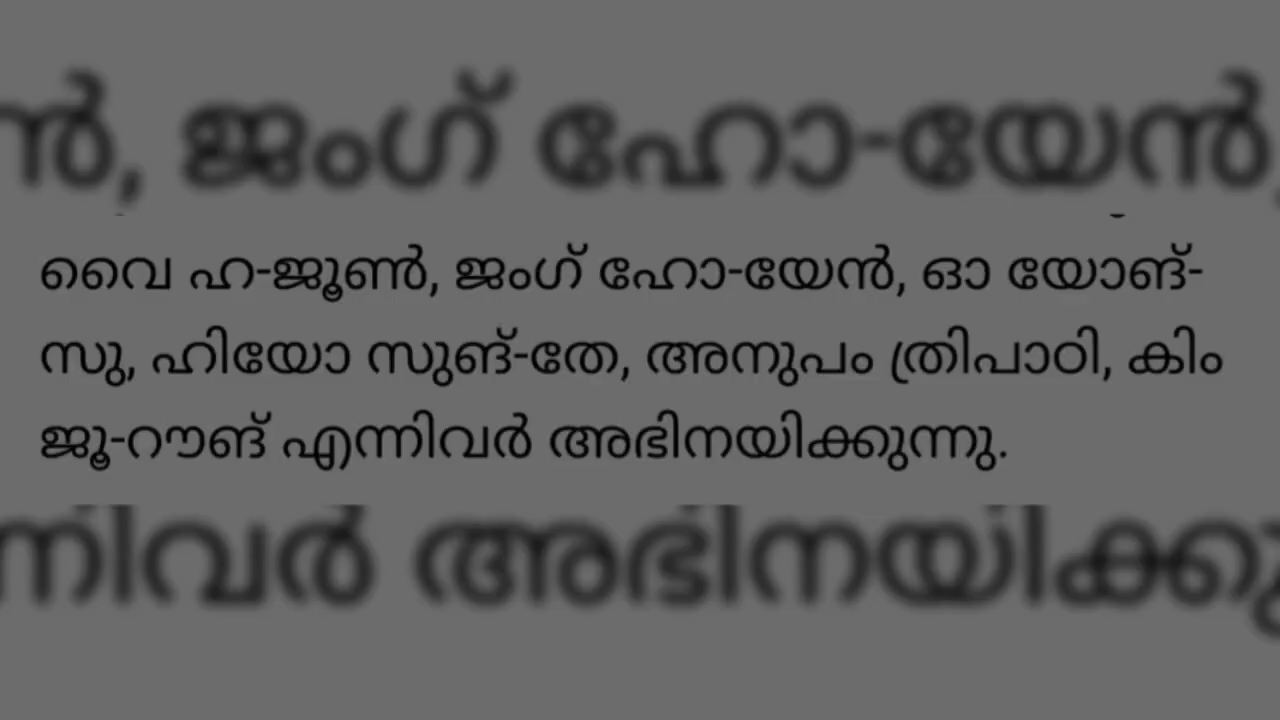 ൻ, ജംഗ് ഹോ-യേൻ,
വൈ ഹ-ജൂൺ, ജംഗ് ഹോ-യേൻ, ഓ യോങ്-
സു, ഹിയോ സുങ്-തേ, അനുപം ത്രിപാഠി, കിം
ജൂ-റൗങ് എന്നിവർ അഭിനയിക്കുന്നു.
ന്നിവർ അഭിനയിക്കു